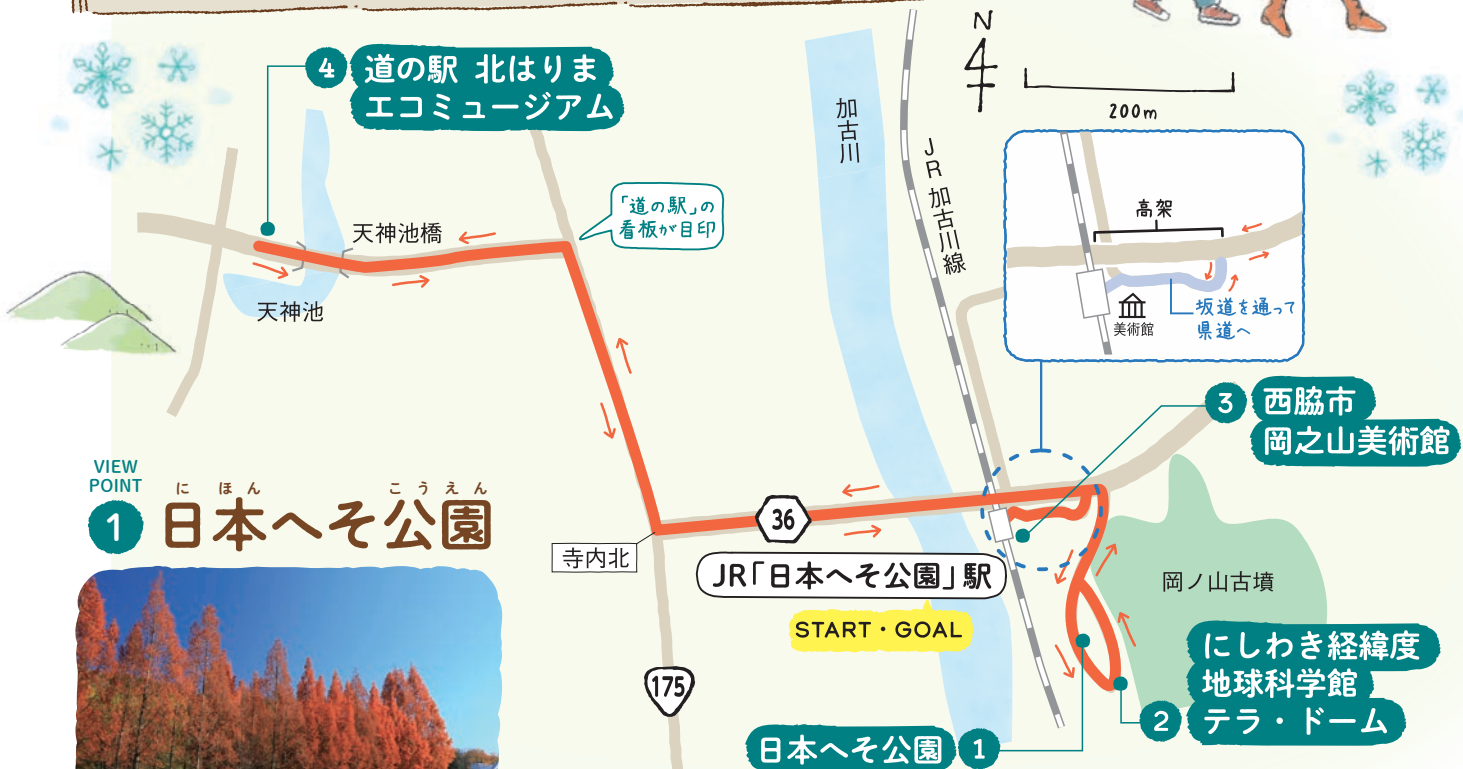 4 道の駅 北はりま
エコミュージアム
加古川
JR加古川線
N
200m
高架
美術館
坂道を通って
県道へ
「道の駅」の
看板が目印
天神池橋
天神池
3 西脇市
岡之山美術館
VIEW
POINT
1
にほん こうえん
日本へそ公園
36
寺内北
JR「日本へそ公園」駅
START・GOAL
岡ノ山古墳
175
にしわき経緯度
地球科学館
2 テラ・ドーム
日本へそ公園 1